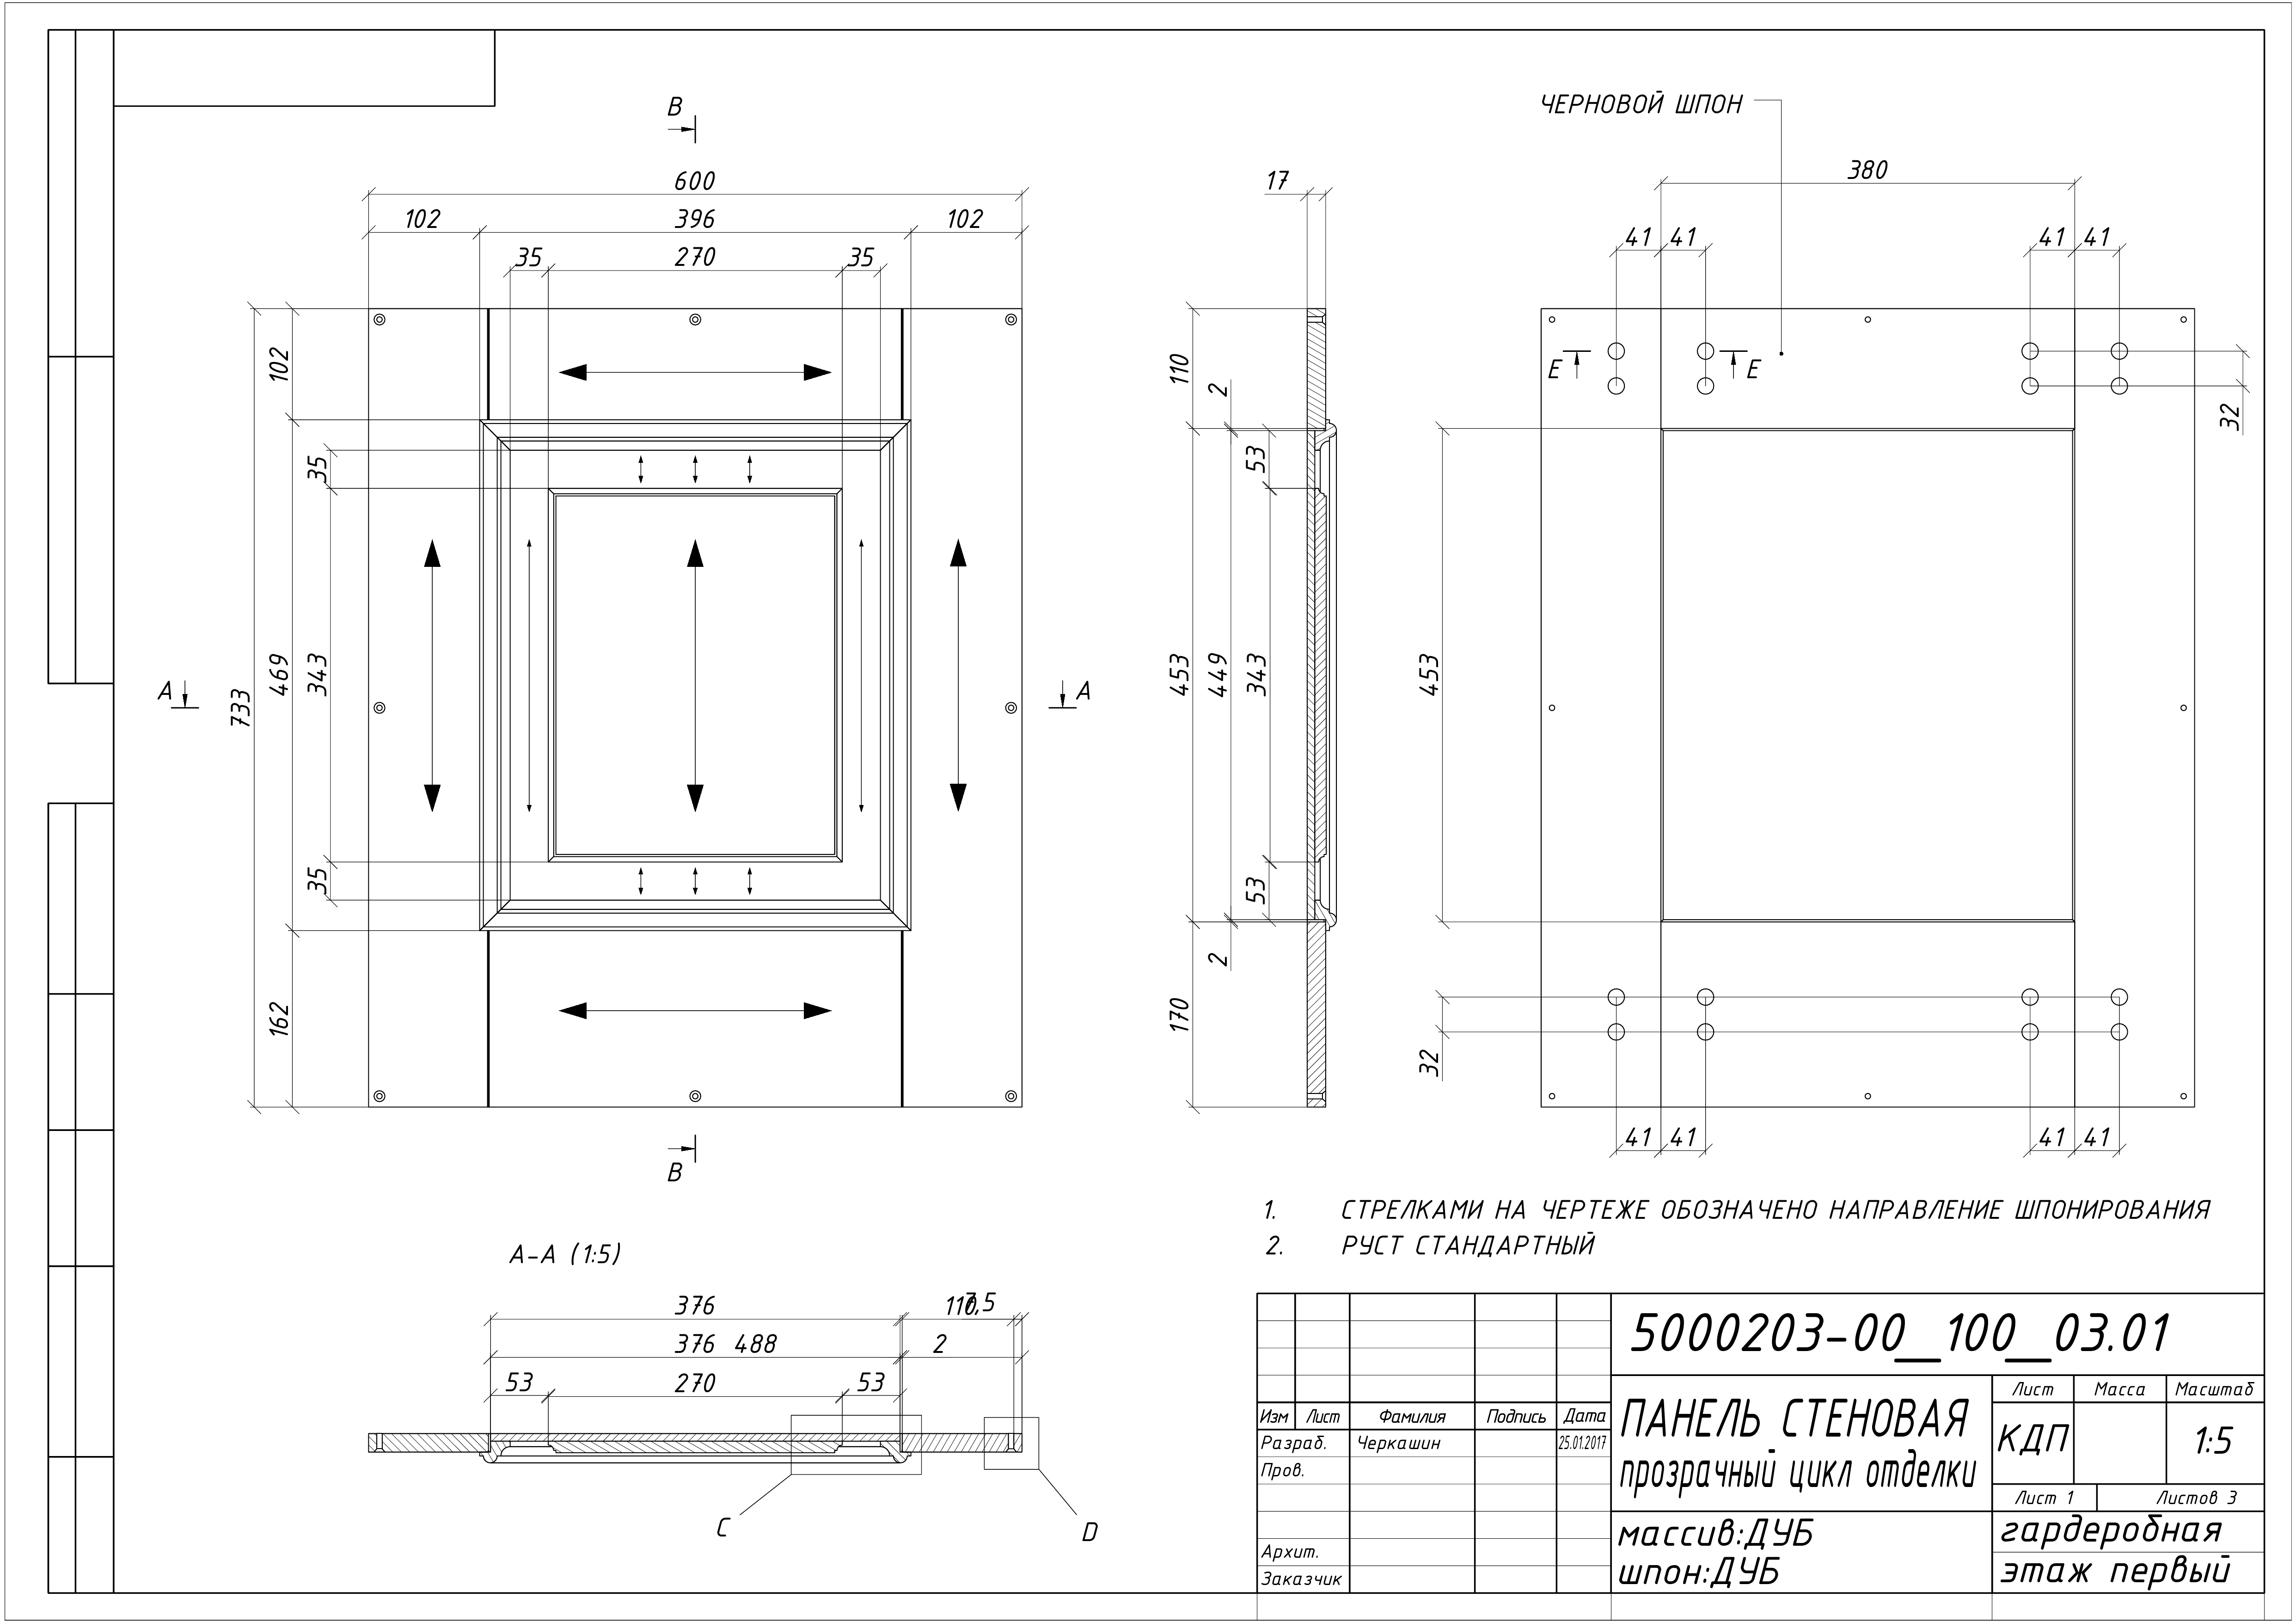 B
ЧЕРНОВОЙ ШПОН
600
17
380
102
396
102
35
270
35
41
41
41
41
102
110
2
E
E
32
35
53
A
A
733
469
343
453
449
343
453
35
53
162
2
170
32
B
41
41
41
41
1. СТРЕЛКАМИ НА ЧЕРТЕЖЕ ОБОЗНАЧЕНО НАПРАВЛЕНИЕ ШПОНИРОВАНИЯ
2. РУСТ СТАНДАРТНЫЙ
A-A (1:5)
376
110
7,5
376
488
2
53
270
53
C
D
5000203-00__100__03.01
Изм
Лист
Фамилия
Подпись
Дата
Разраб.
Черкашин
25.01.2017
Пров.
Архит.
Заказчик
ПАНЕЛЬ СТЕНОВАЯ
прозрачный цикл отделки
Лист
Масса
Масштаб
КДП
1:5
Лист 1
Листов 3
массив:ДУБ
шпон:ДУБ
гардеробная
этаж первый